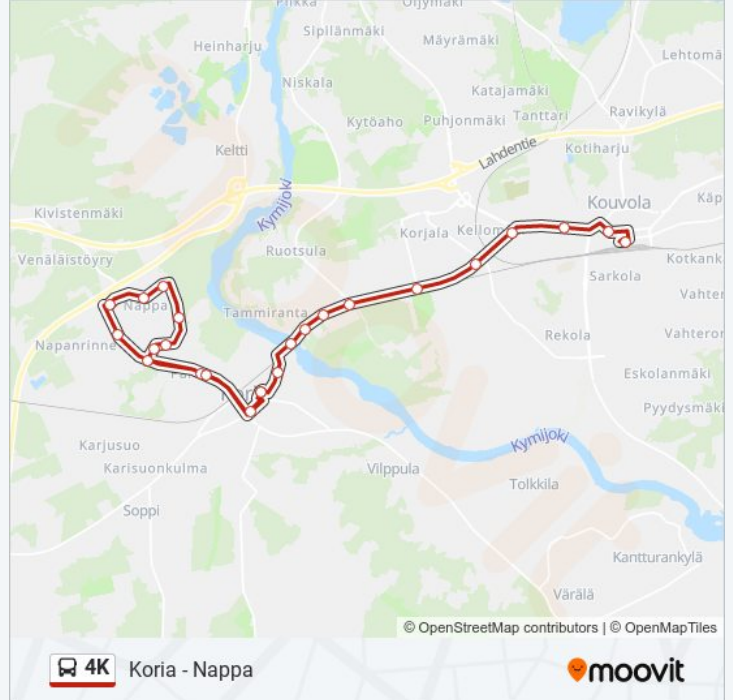 Pilkka
Sipilänmäki
Oljymäki
Heinharju
Mäyrämäki
Lehtomä
Niskala
Katajamäki
Kytöaho
Puhjonmäki
Tanttari
Ravikylä
Keltti
Lahdentie
Kotiharju
Kymijoki
Kouvola
Käp
Kivistenmäki
Korjala
Kellom
Ruotsula
Venäläistöyry
Kotkank
Sarkola
Nappa
Vahter
Tammiranta
Napanrinne
Rekola
Vahteror
Eskolanmäki
Pyydysmäki
Karjusuo
Kymijoki
Karisuonkulma
Vilppula
Tolkkila
Soppi
Kantturankylä
Värälä
© OpenStreetMap contributors | © OpenMapTiles
4K Koria - Nappa
moovit